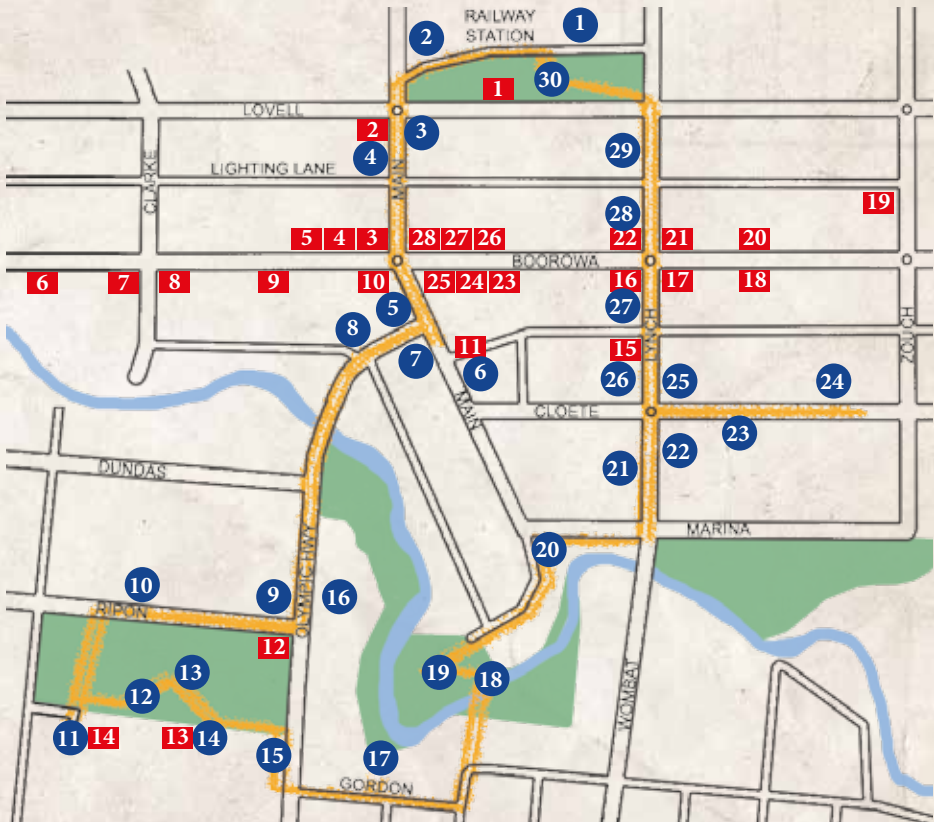 1
RAILWAY
STATION
2
30
1
LOVELL
2
3
4
LIGHTING LANE
MAIN
CLARKE
29
28
19
5 4 3 28 27 26 22 21 20
BOOROWA
6 7 8 9 10 25 24 23 16 17 18
5
27
8
7
11
6
15
LYNCH
ZOUCH
26
25
24
MAIN
CLOETE
23
22
21
DUNDAS
MARINA
20
OLYMPIC HWY
10
9
16
RIPON
12
13
19
18
12
WOMBAT
11
14
13
14
15
17
GORDON